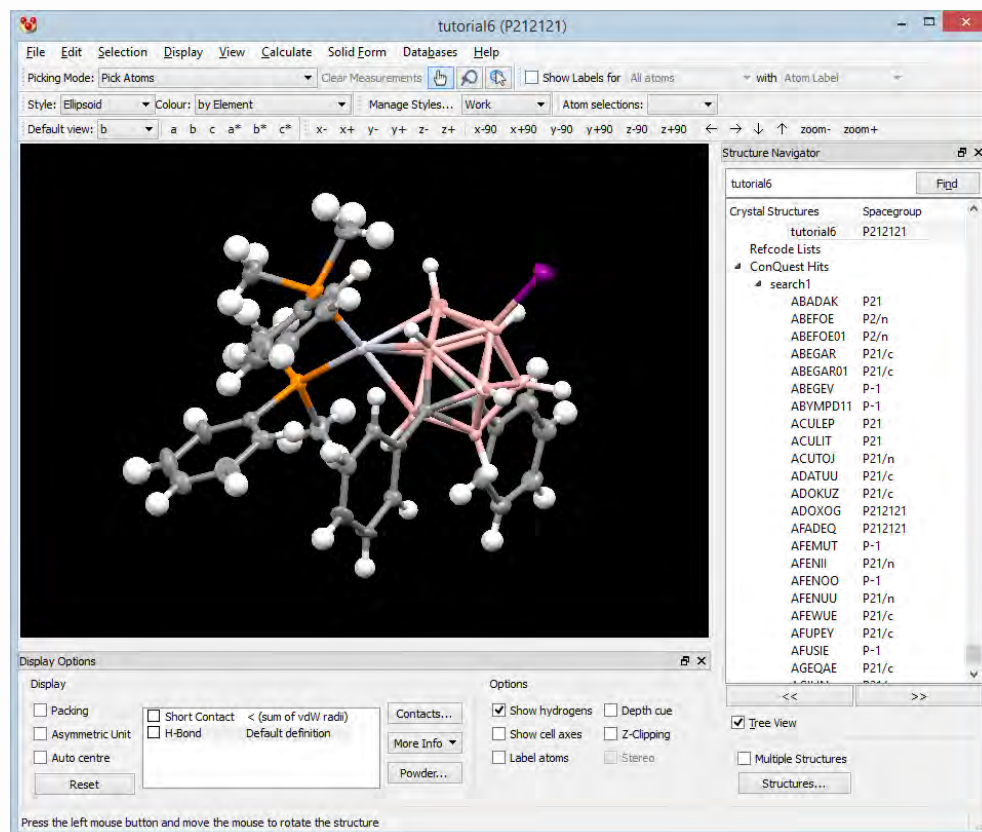 tutorial6 (P212121)
File Edit Selection Display View Calculate Solid Form Databases Help
Picking Mode: Pick Atoms Clear Measurements Show Labels for All atoms with Atom Label
Style: Ellipsoid Colour: by Element Manage Styles... Work Atom selections:
Default view: b a b c a* b* c* x- x+ y- y+ z- z+ x-90 x+90 y-90 y+90 z-90 z+90 ← → ↓ ↑ zoom- zoom+
Structure Navigator
tutorial6 Find
Crystal Structures Spacegroup
tutorial6 P212121
Refcode Lists
ConQuest Hits
search1
ABADAK P21
ABEFOE P2/n
ABEFOE01 P2/n
ABEGAR P21/c
ABEGAR01 P21/c
ABEGEV P-1
ABYMPD11 P-1
ACULEP P21
ACULIT P21
ACUTOJ P21/n
ADATUU P21/c
ADOKUZ P21/c
ADOXOG P212121
AFADEQ P212121
AFEMUT P-1
AFENII P21/n
AFENOO P-1
AFENUU P21/n
AFEWUE P21/c
AFUPEY P21/c
AFUSIE P-1
AGEQAE P21/c
<< >>
Tree View
Multiple Structures
Structures...
Display Options
Display
Packing
Asymmetric Unit
Auto centre
Reset
Short Contact < (sum of vdW radii)
H-Bond Default definition
Contacts...
More Info
Powder...
Options
Show hydrogens Depth cue
Show cell axes Z-Clipping
Label atoms Stereo
Press the left mouse button and move the mouse to rotate the structure